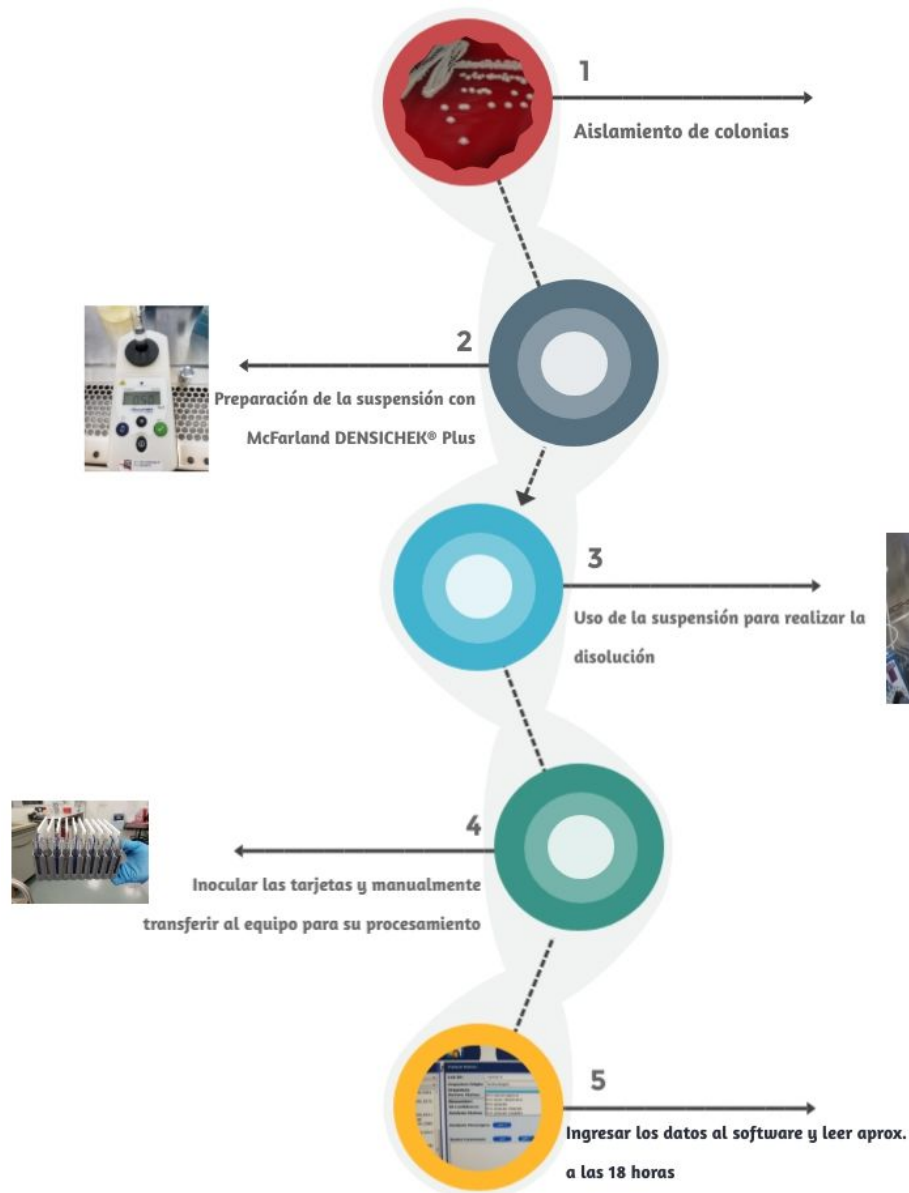 1
Aislamiento de colonias
2
Preparación de la suspensión con
McFarland DENSICHEK® Plus
3
Uso de la suspensión para realizar la
disolución
4
Inocular las tarjetas y manualmente
transferir al equipo para su procesamiento
5
Ingresar los datos al software y leer aprox.
a las 18 horas